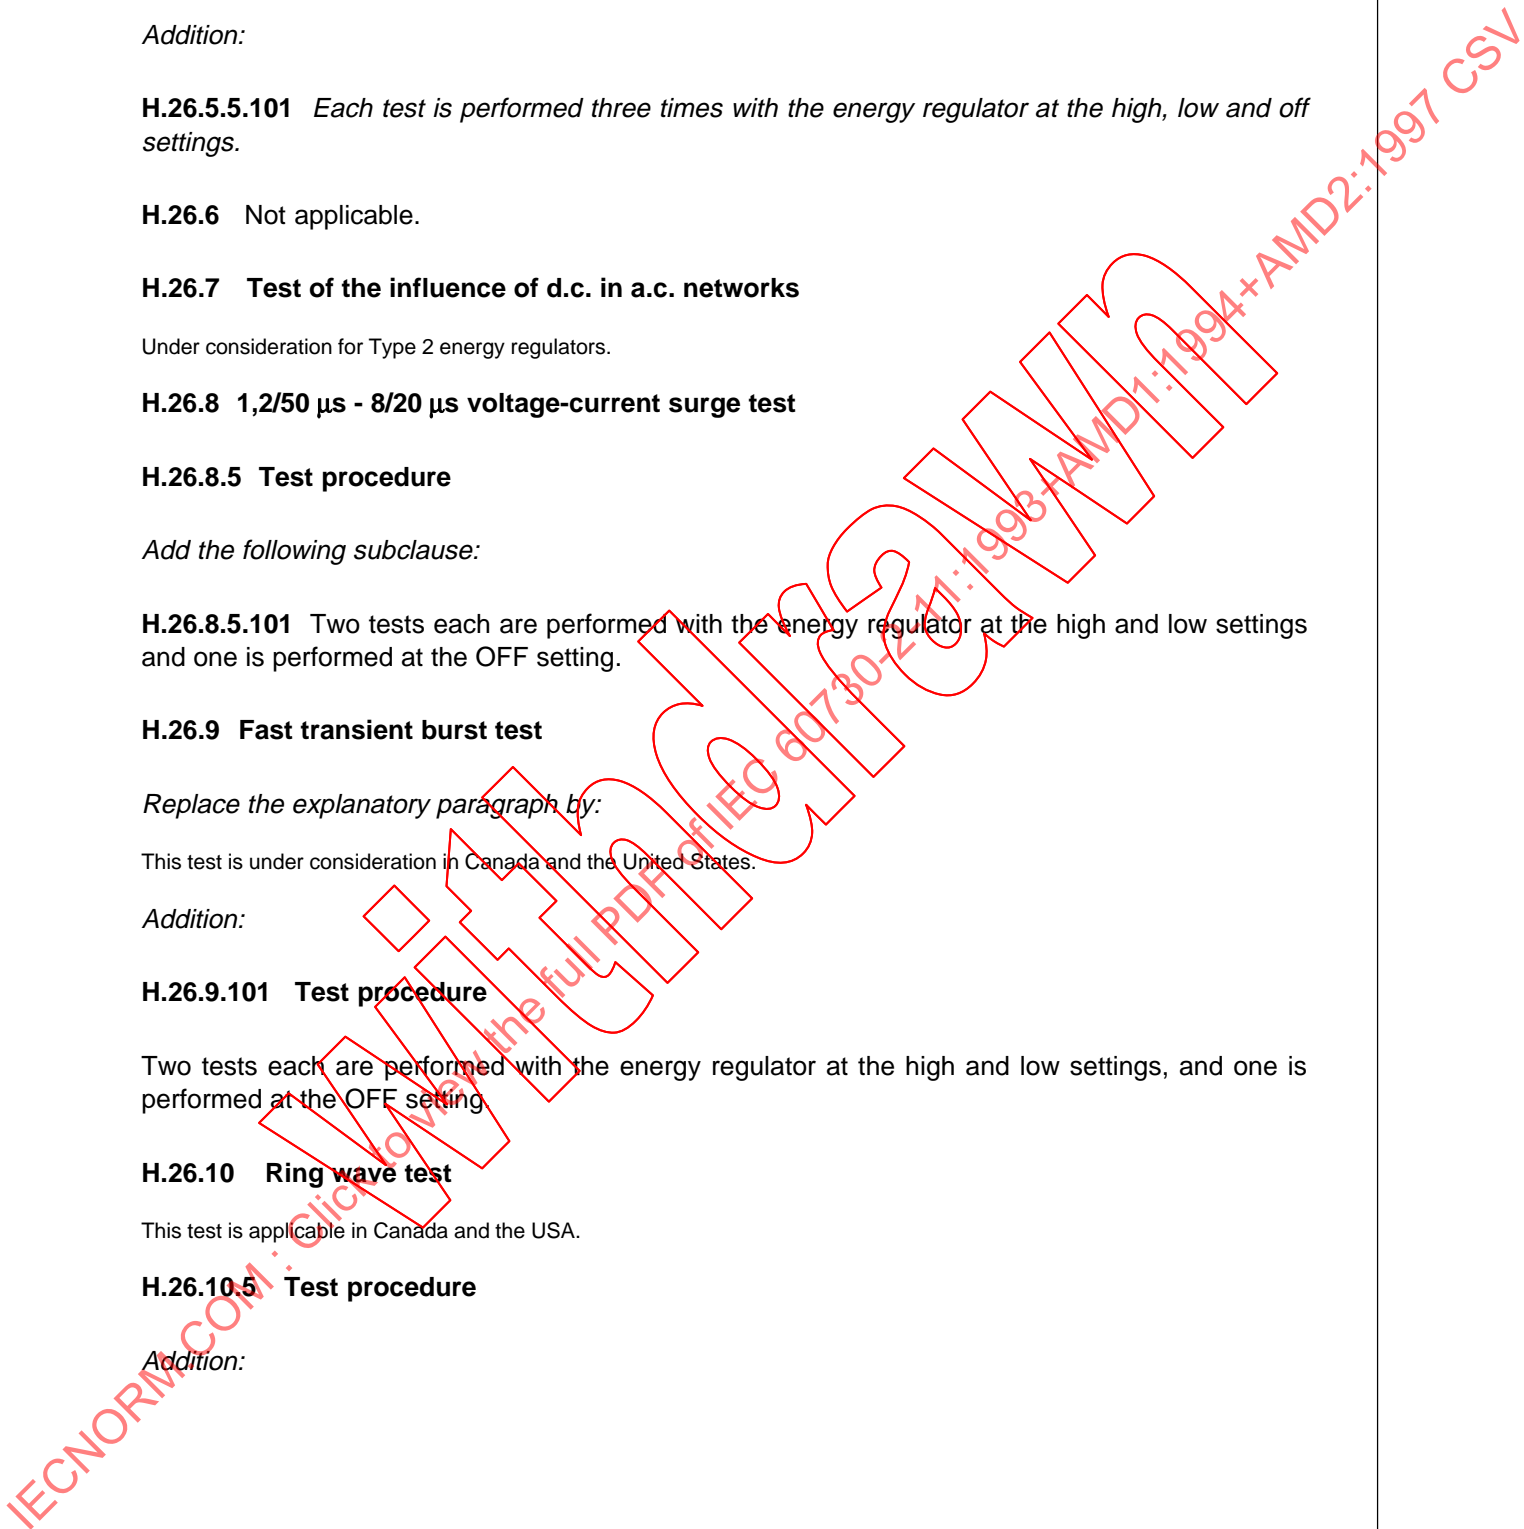 Addition:
H.26.5.5.101 Each test is performed three times with the energy regulator at the high, low and off
settings.
H.26.6 Not applicable.
H.26.7 Test of the influence of d.c. in a.c. networks
Under consideration for Type 2 energy regulators.
H.26.8 1,2/50 µs - 8/20 µs voltage-current surge test
H.26.8.5 Test procedure
Add the following subclause:
H.26.8.5.101 Two tests each are performed with the energy regulator at the high and low settings
and one is performed at the OFF setting.
H.26.9 Fast transient burst test
Replace the explanatory paragraph by:
This test is under consideration in Canada and the United States.
Addition:
H.26.9.101 Test procedure
Two tests each are performed with the energy regulator at the high and low settings, and one is
performed at the OFF setting.
H.26.10 Ring wave test
This test is applicable in Canada and the USA.
H.26.10.5 Test procedure
Addition:
IECNORM.COM : Click to view the full PDF of IEC 60730-2-11:1993+AMD1:1994+AMD2:1997 CSV
withdrawn